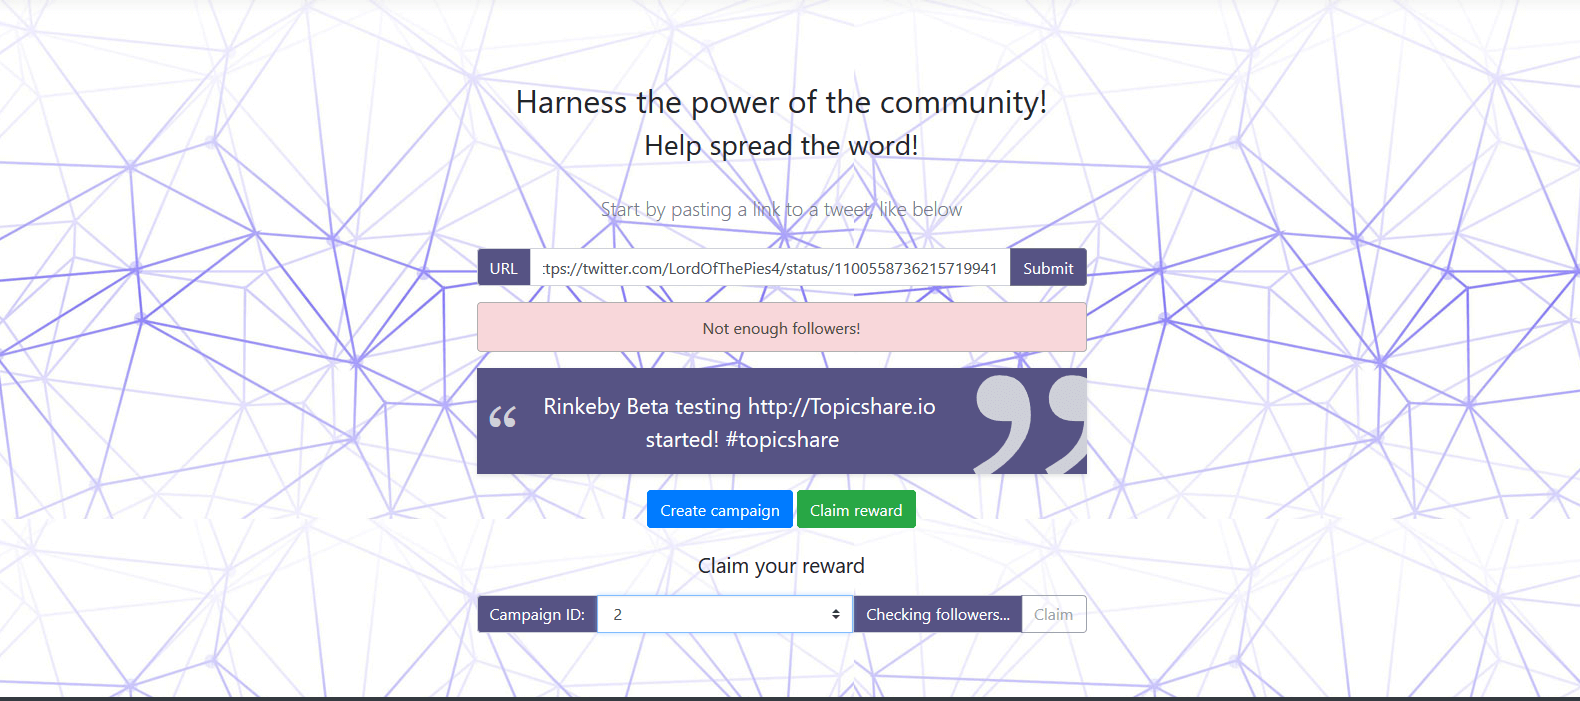 Harness the power of the community!
Help spread the word!
Start by pasting a link to a tweet, like below
URL
:tps://twitter.com/LordOfThePies4/status/1100558736215719941
Submit
Not enough followers!
“ Rinkeby Beta testing http://Topicshare.io
started! #topicshare ”
Create campaign
Claim reward
Claim your reward
Campaign ID:
2
Checking followers...
Claim